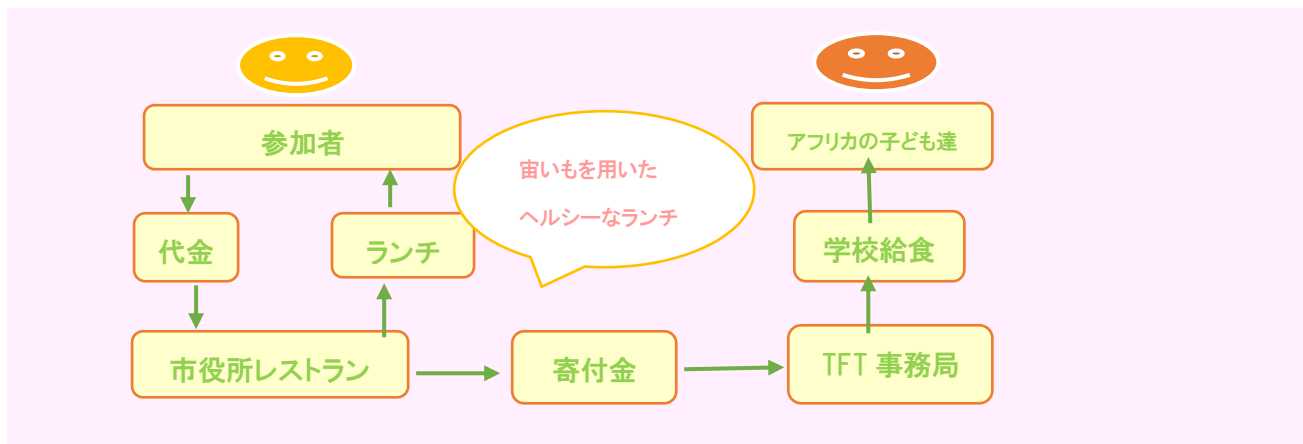 参加者
アフリカの子ども達
宙いもを用いた
ヘルシーなランチ
代金
ランチ
学校給食
市役所レストラン
寄付金
TFT 事務局